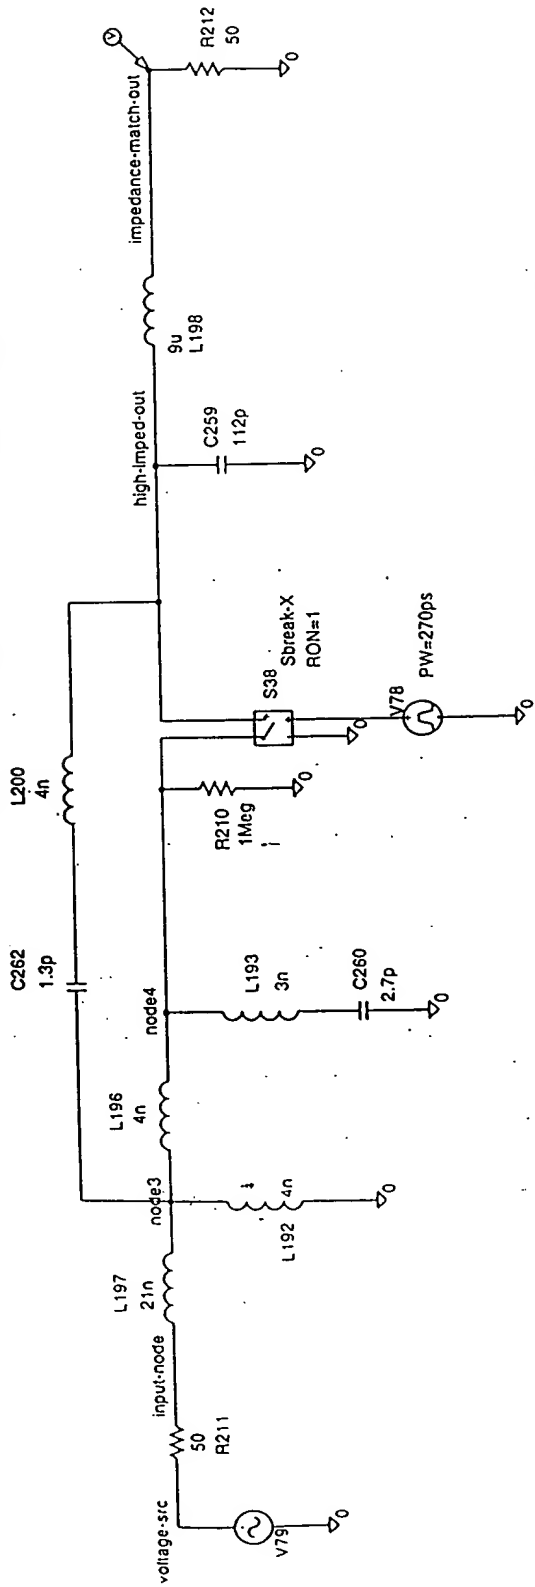 voltage-src
V79
0
50
R211
input-node
L197
21n
node3
L192
4n
0
L196
4n
node4
C262
1.3p
L200
4n
L193
3n
C260
2.7p
0
R210
1Meg
0
S38
Sbreak-X
RON=1
0
V78
PW=270ps
0
high-Imped-out
C259
112p
0
9u
L198
impedance-match-out
V
R212
50
0